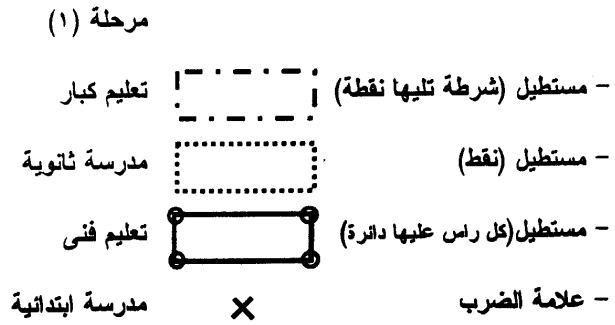 مرحلة (١)
- مستطيل (شرطة تليها نقطة) تعليم كبار
- مستطيل (نقط) مدرسة ثانوية
- مستطيل(كل راس عليها دائرة) تعليم فنى
- علامة الضرب مدرسة ابتدائية